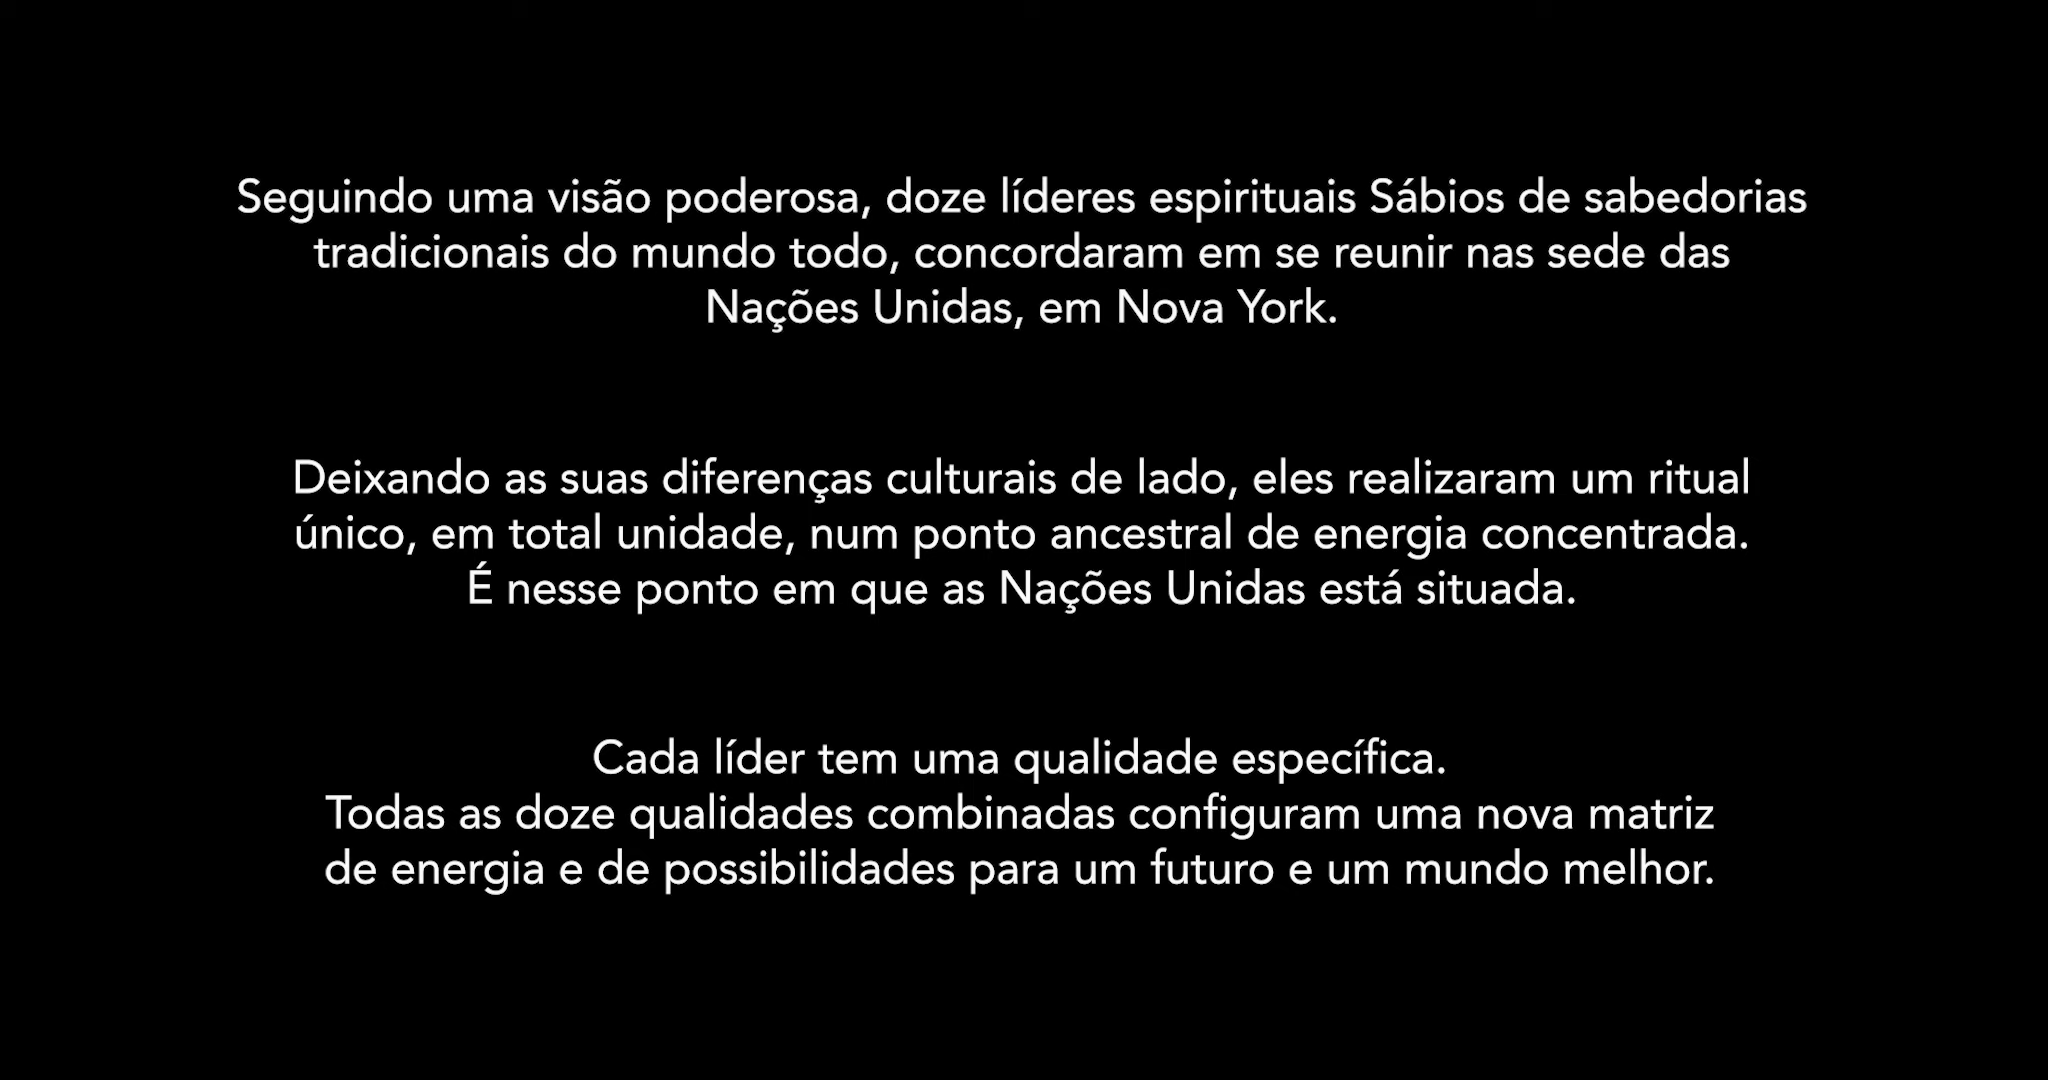 Seguindo uma visão poderosa, doze líderes espirituais Sábios de sabedorias
tradicionais do mundo todo, concordaram em se reunir nas sede das
Nações Unidas, em Nova York.
Deixando as suas diferenças culturais de lado, eles realizaram um ritual
único, em total unidade, num ponto ancestral de energia concentrada.
É nesse ponto em que as Nações Unidas está situada.
Cada líder tem uma qualidade específica.
Todas as doze qualidades combinadas configuram uma nova matriz
de energia e de possibilidades para um futuro e um mundo melhor.